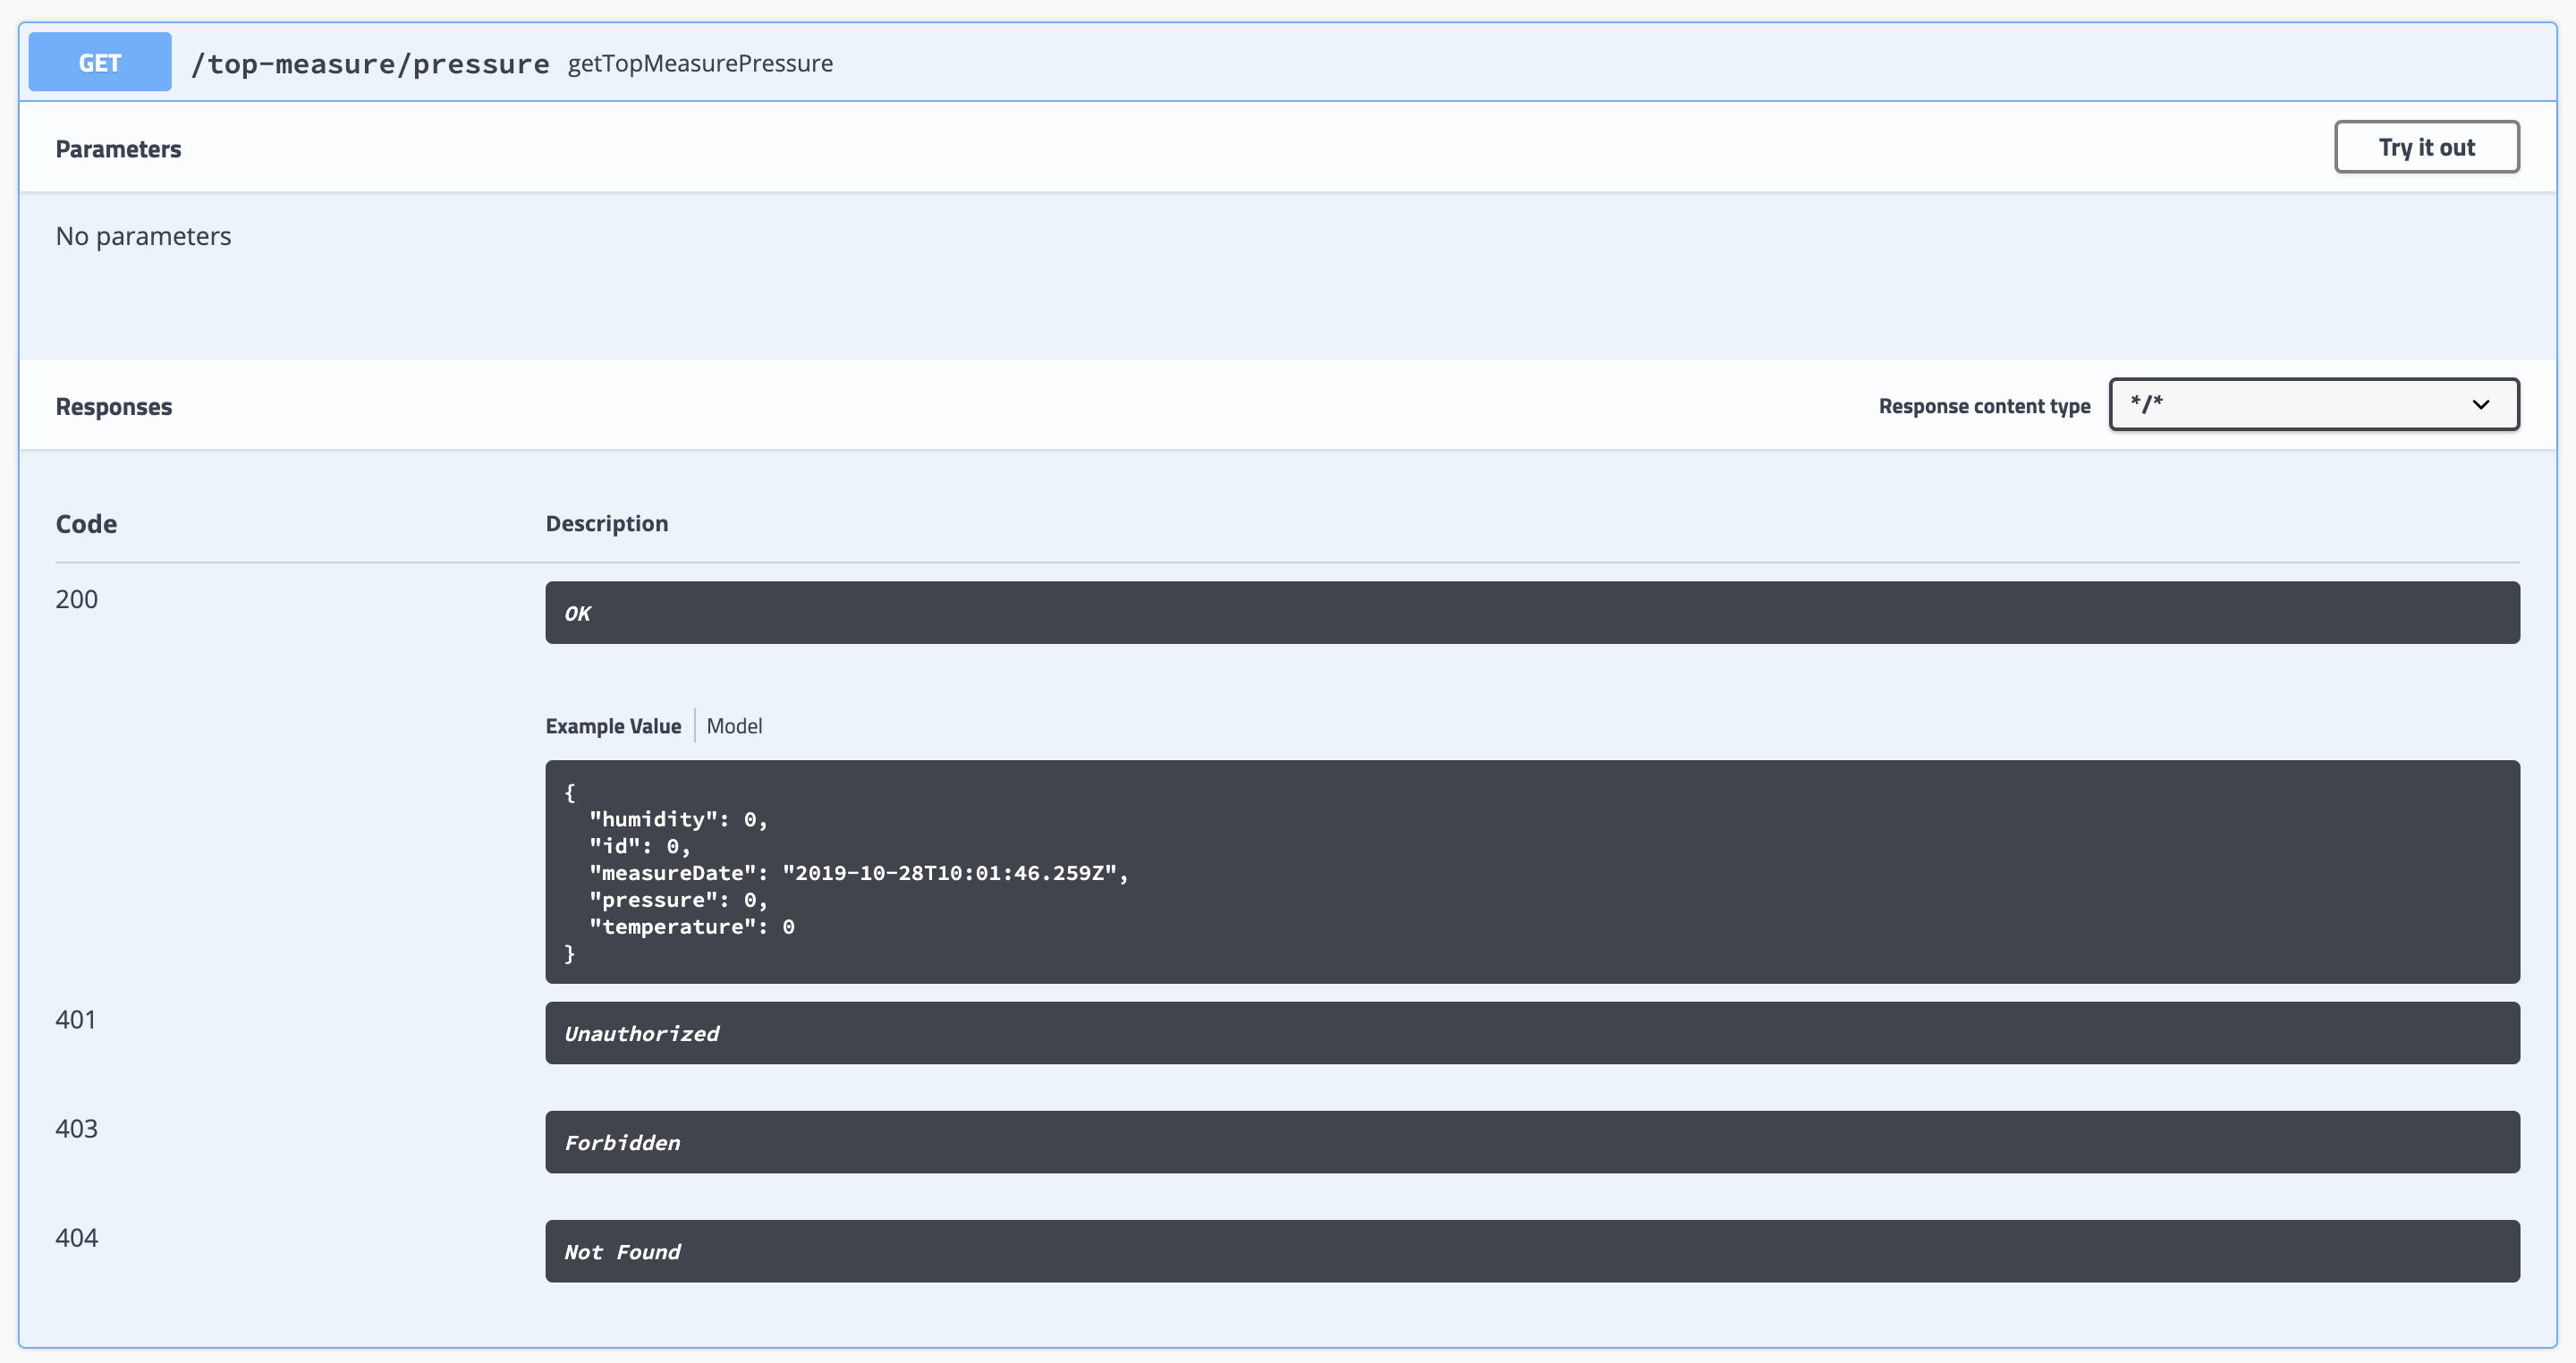 GET /top-measure/pressure getTopMeasurePressure
Parameters Try it out
No parameters
Responses Response content type */*
Code Description
200 OK
Example Value Model
{
  "humidity": 0,
  "id": 0,
  "measureDate": "2019-10-28T10:01:46.259Z",
  "pressure": 0,
  "temperature": 0
}
401 Unauthorized
403 Forbidden
404 Not Found